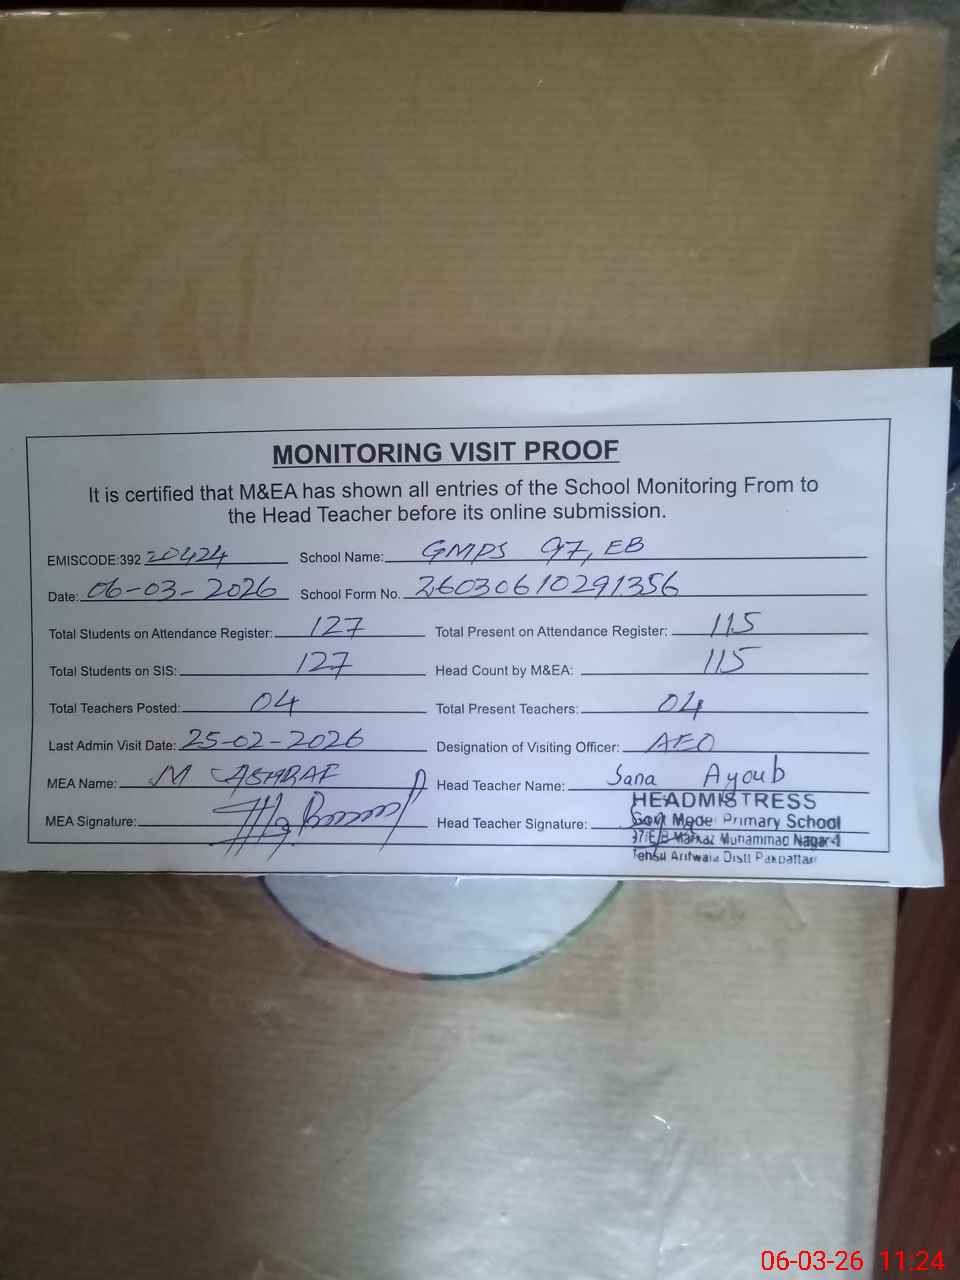 MONITORING VISIT PROOF
It is certified that M&EA has shown all entries of the School Monitoring From to
the Head Teacher before its online submission.
EMISCODE:392 20424 School Name: GMPS 97, EB
Date: 06-03-2026 School Form No. 26030610291356
Total Students on Attendance Register: 127 Total Present on Attendance Register: 115
Total Students on SIS: 127 Head Count by M&EA: 115
Total Teachers Posted: 04 Total Present Teachers: 04
Last Admin Visit Date: 25-02-2026 Designation of Visiting Officer: AEO
MEA Name: M ASHRAF Head Teacher Name: Sana Ayoub
HEADMISTRESS
MEA Signature: Head Teacher Signature: Govt Model Primary School
97/E/B Markaz Muhammad Nagar-1
Tehsil Arifwala Distt Pakpattan
06-03-26 11:24